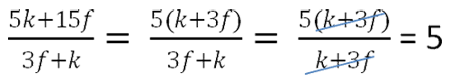 5k+15f / 3f+k = 5(k+3f) / 3f+k = 5(k+3f) / k+3f = 5